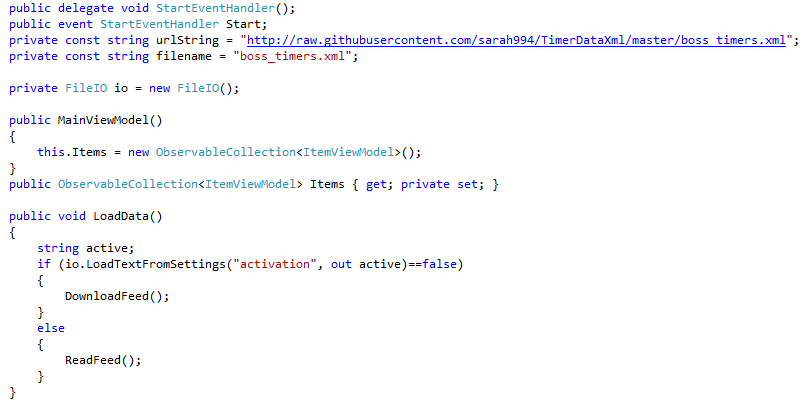 public delegate void StartEventHandler();
public event StartEventHandler Start;
private const string urlString = "http://raw.githubusercontent.com/sarah994/TimerDataXml/master/boss_timers.xml";
private const string filename = "boss_timers.xml";

private FileIO io = new FileIO();

public MainViewModel()
{
    this.Items = new ObservableCollection<ItemViewModel>();
}
public ObservableCollection<ItemViewModel> Items { get; private set; }

public void LoadData()
{
    string active;
    if (io.LoadTextFromSettings("activation", out active)==false)
    {
        DownloadFeed();
    }
    else
    {
        ReadFeed();
    }
}